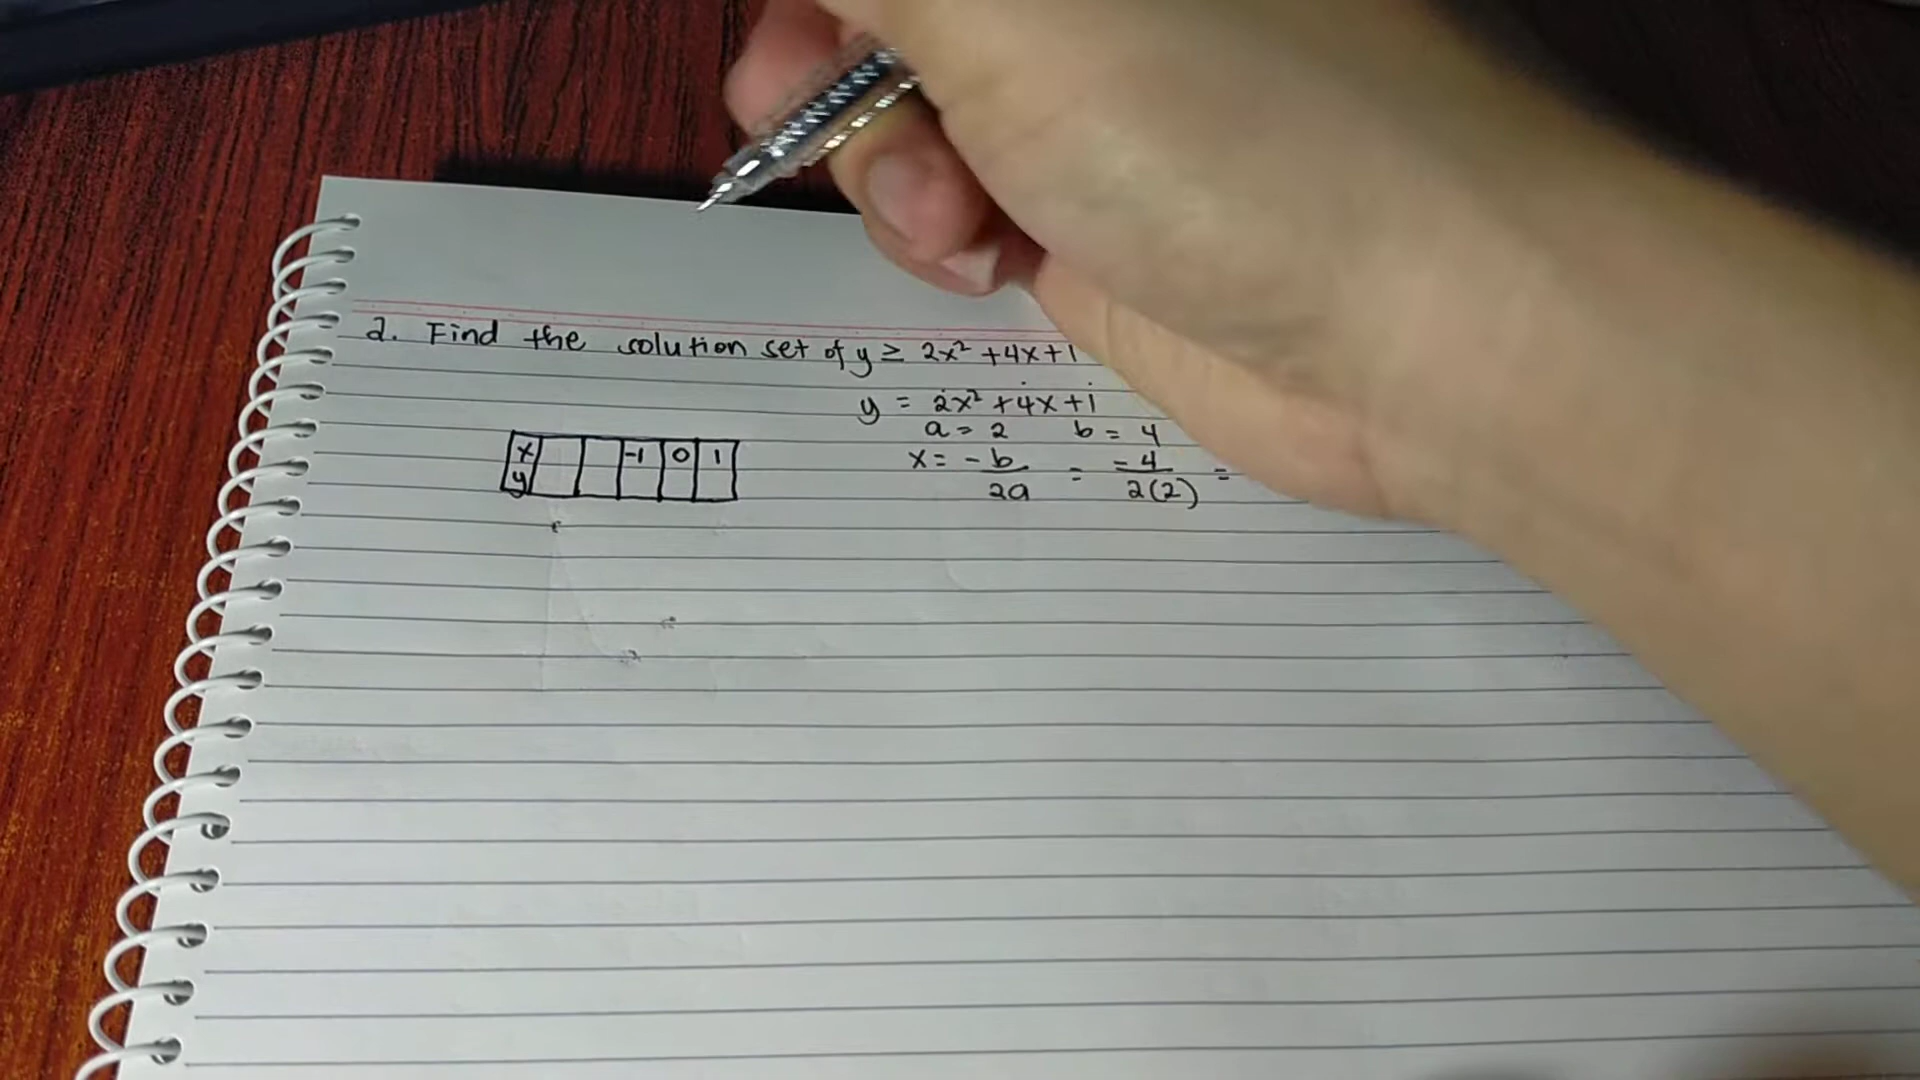 2. Find the solution set of y ≥ 2x² + 4x + 1
y = 2x² + 4x + 1
a = 2 b = 4
x -1 0 1
y
x = -b/2a = -4/2(2) =